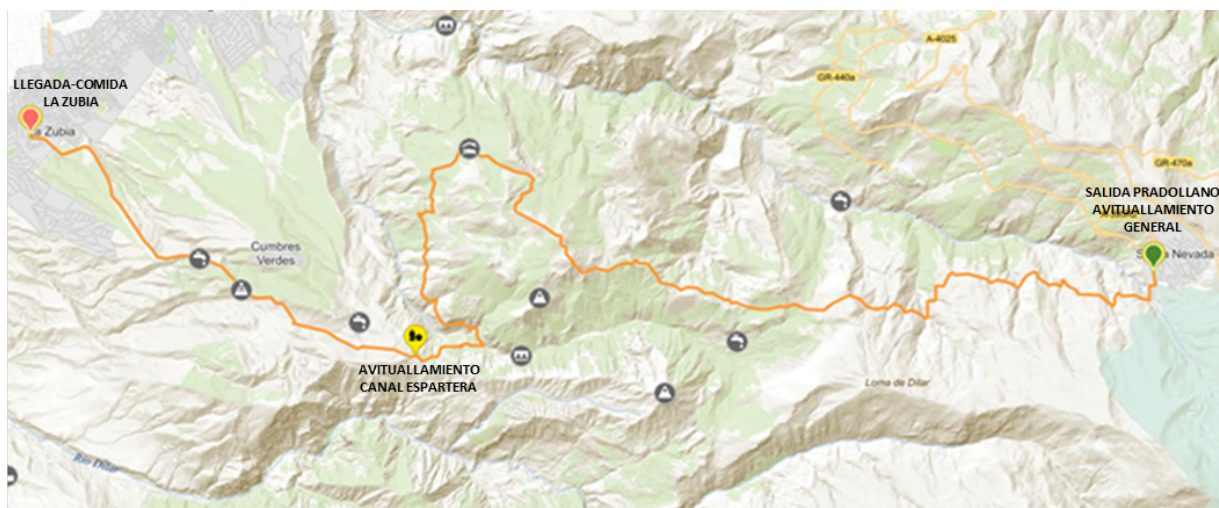 A-4025
GR-440a
LLEGADA-COMIDA
LA ZUBIA
La Zubia
GR-470a
SALIDA PRADOLLANO
AVITUALLAMIENTO
GENERAL
Cumbres
Verdes
Nevada
AVITUALLAMIENTO
CANAL ESPARTERA
Loma de Dílar
Río Dílar